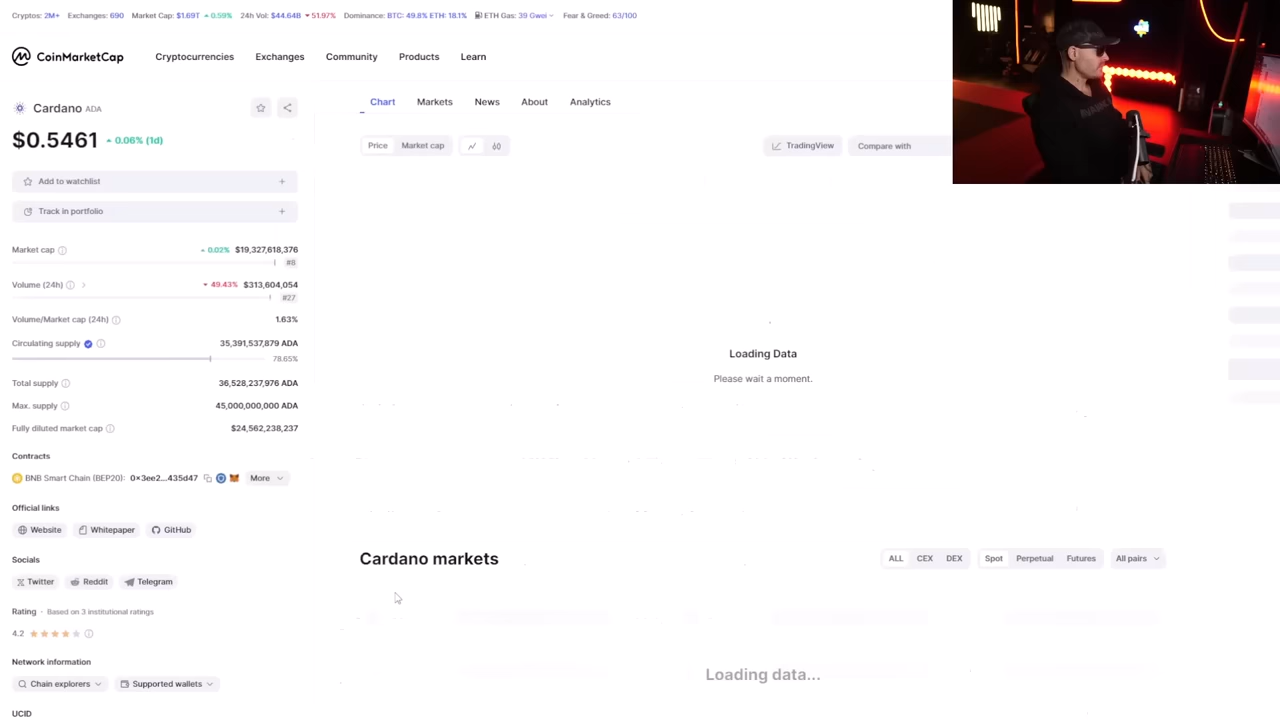 Cryptos: 2M+ Exchanges: 690 Market Cap: $1.69T 0.59% 24h Vol: $44.64B 51.97% Dominance: BTC: 49.8% ETH: 18.1% ETH Gas: 39 Gwei Fear & Greed: 63/100
CoinMarketCap Cryptocurrencies Exchanges Community Products Learn
Cardano ADA
$0.5461 0.06% (1d)
Add to watchlist +
Track in portfolio +
Market cap 0.02% $19,327,618,376
#8
Volume (24h) 49.43% $313,604,054
#27
Volume/Market cap (24h) 1.63%
Circulating supply 35,391,537,879 ADA
78.65%
Total supply 36,528,237,976 ADA
Max. supply 45,000,000,000 ADA
Fully diluted market cap $24,562,238,237
Contracts
BNB Smart Chain (BEP20): 0x3ee2...435d47 More
Official links
Website Whitepaper GitHub
Socials
Twitter Reddit Telegram
Rating · Based on 3 institutional ratings
4.2
Network information
Chain explorers Supported wallets
UCID
Chart Markets News About Analytics
Price Market cap TradingView Compare with
Loading Data
Please wait a moment.
Cardano markets ALL CEX DEX Spot Perpetual Futures All pairs
Loading data...